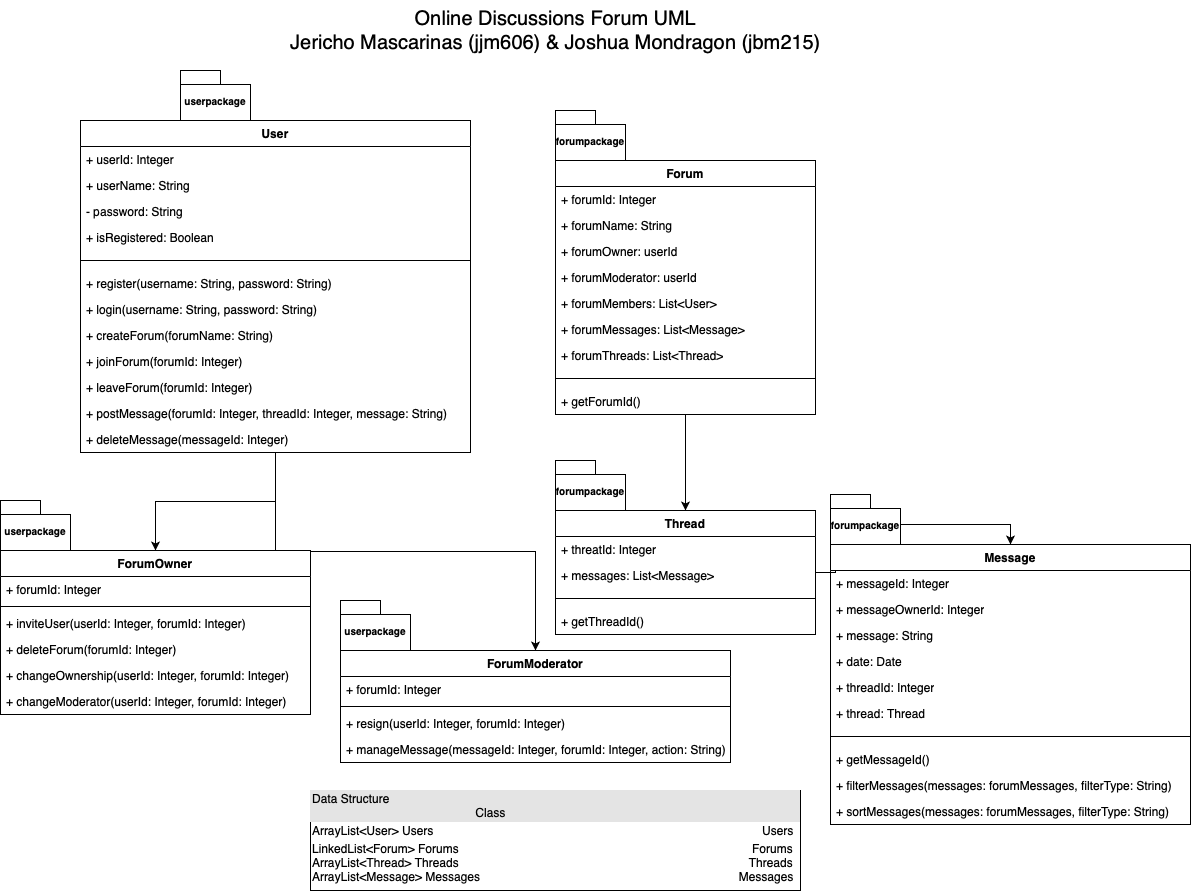 Online Discussions Forum UML
Jericho Mascarinas (jjm606) & Joshua Mondragon (jbm215)
userpackage
User
+ userId: Integer
+ userName: String
- password: String
+ isRegistered: Boolean
+ register(username: String, password: String)
+ login(username: String, password: String)
+ createForum(forumName: String)
+ joinForum(forumId: Integer)
+ leaveForum(forumId: Integer)
+ postMessage(forumId: Integer, threadId: Integer, message: String)
+ deleteMessage(messageId: Integer)
forumpackage
Forum
+ forumId: Integer
+ forumName: String
+ forumOwner: userId
+ forumModerator: userId
+ forumMembers: List<User>
+ forumMessages: List<Message>
+ forumThreads: List<Thread>
+ getForumId()
userpackage
ForumOwner
+ forumId: Integer
+ inviteUser(userId: Integer, forumId: Integer)
+ deleteForum(forumId: Integer)
+ changeOwnership(userId: Integer, forumId: Integer)
+ changeModerator(userId: Integer, forumId: Integer)
userpackage
ForumModerator
+ forumId: Integer
+ resign(userId: Integer, forumId: Integer)
+ manageMessage(messageId: Integer, forumId: Integer, action: String)
forumpackage
Thread
+ threatId: Integer
+ messages: List<Message>
+ getThreadId()
forumpackage
Message
+ messageId: Integer
+ messageOwnerId: Integer
+ message: String
+ date: Date
+ threadId: Integer
+ thread: Thread
+ getMessageId()
+ filterMessages(messages: forumMessages, filterType: String)
+ sortMessages(messages: forumMessages, filterType: String)
Data Structure
Class
ArrayList<User> Users Users
LinkedList<Forum> Forums Forums
ArrayList<Thread> Threads Threads
ArrayList<Message> Messages Messages